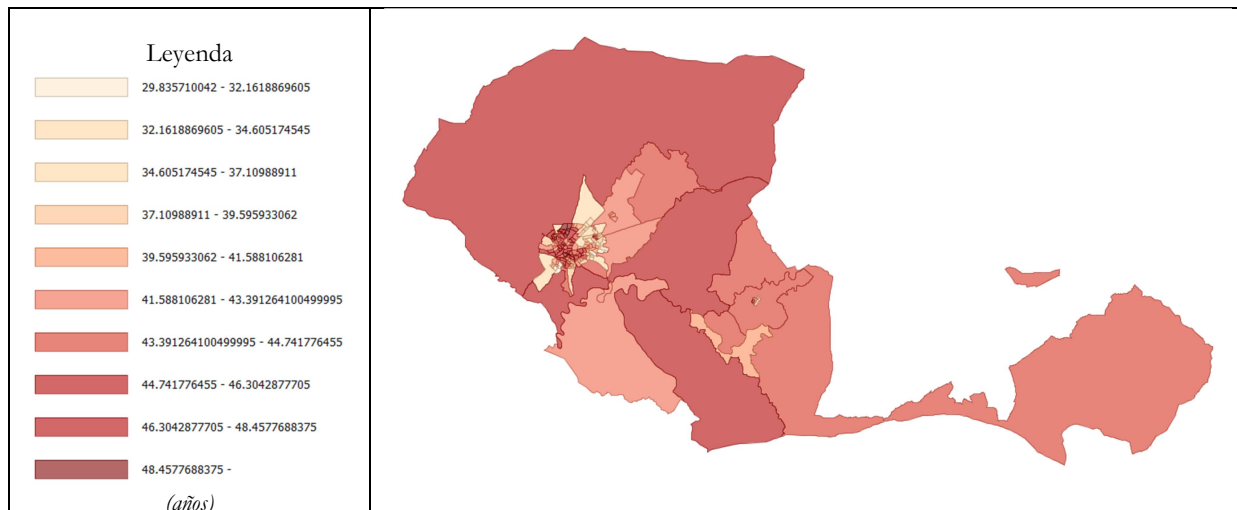 Leyenda
29.835710042 - 32.1618869605
32.1618869605 - 34.605174545
34.605174545 - 37.10988911
37.10988911 - 39.595933062
39.595933062 - 41.588106281
41.588106281 - 43.391264100499995
43.391264100499995 - 44.741776455
44.741776455 - 46.3042877705
46.3042877705 - 48.4577688375
48.4577688375 -
(años)